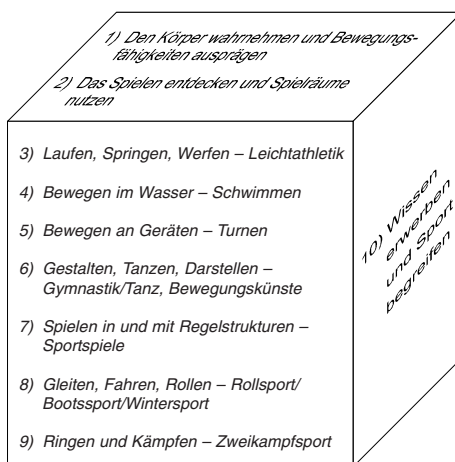 1) Den Körper wahrnehmen und Bewegungs-
fähigkeiten ausprägen
2) Das Spielen entdecken und Spielräume
nutzen
3) Laufen, Springen, Werfen – Leichtathletik
4) Bewegen im Wasser – Schwimmen
5) Bewegen an Geräten – Turnen
6) Gestalten, Tanzen, Darstellen –
Gymnastik/Tanz, Bewegungskünste
7) Spielen in und mit Regelstrukturen –
Sportspiele
8) Gleiten, Fahren, Rollen – Rollsport/
Bootssport/Wintersport
9) Ringen und Kämpfen – Zweikampfsport
10) Wissen
erwerben
und Sport
begreifen